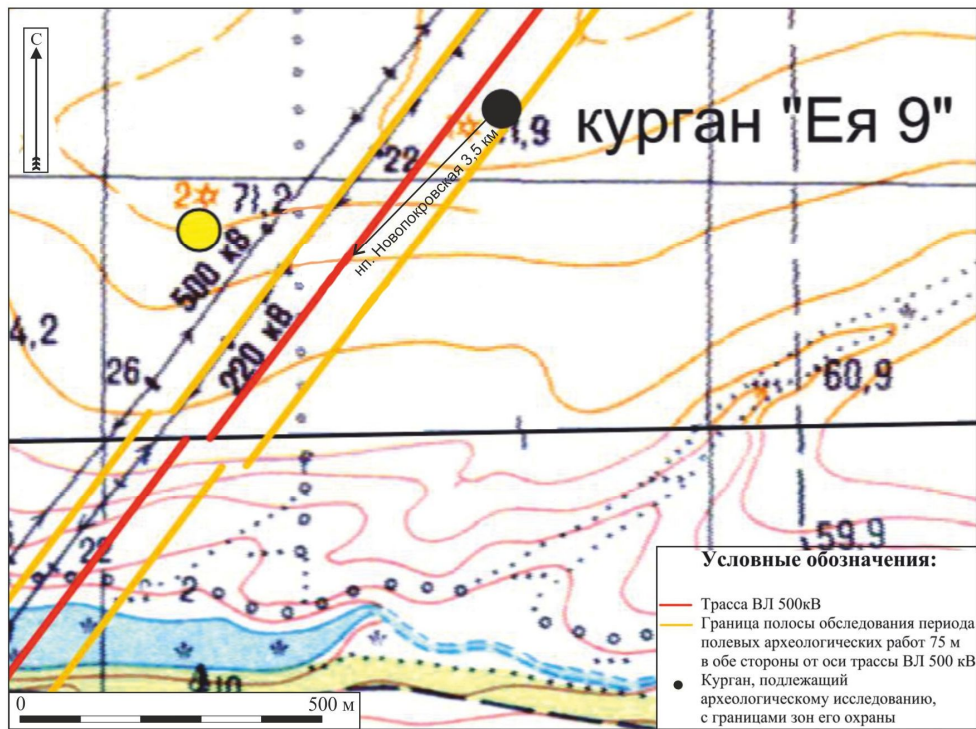 С
курган "Ея 9"
22
нп. Новопокровская 3,5 км
2
71,2
500 кВ
220 кВ
4,2
26
60,9
59.9
22
2
Условные обозначения:
Трасса ВЛ 500кВ
Граница полосы обследования периода
полевых археологических работ 75 м
в обе стороны от оси трассы ВЛ 500 кВ
Курган, подлежащий
археологическому исследованию,
с границами зон его охраны
0
500 м